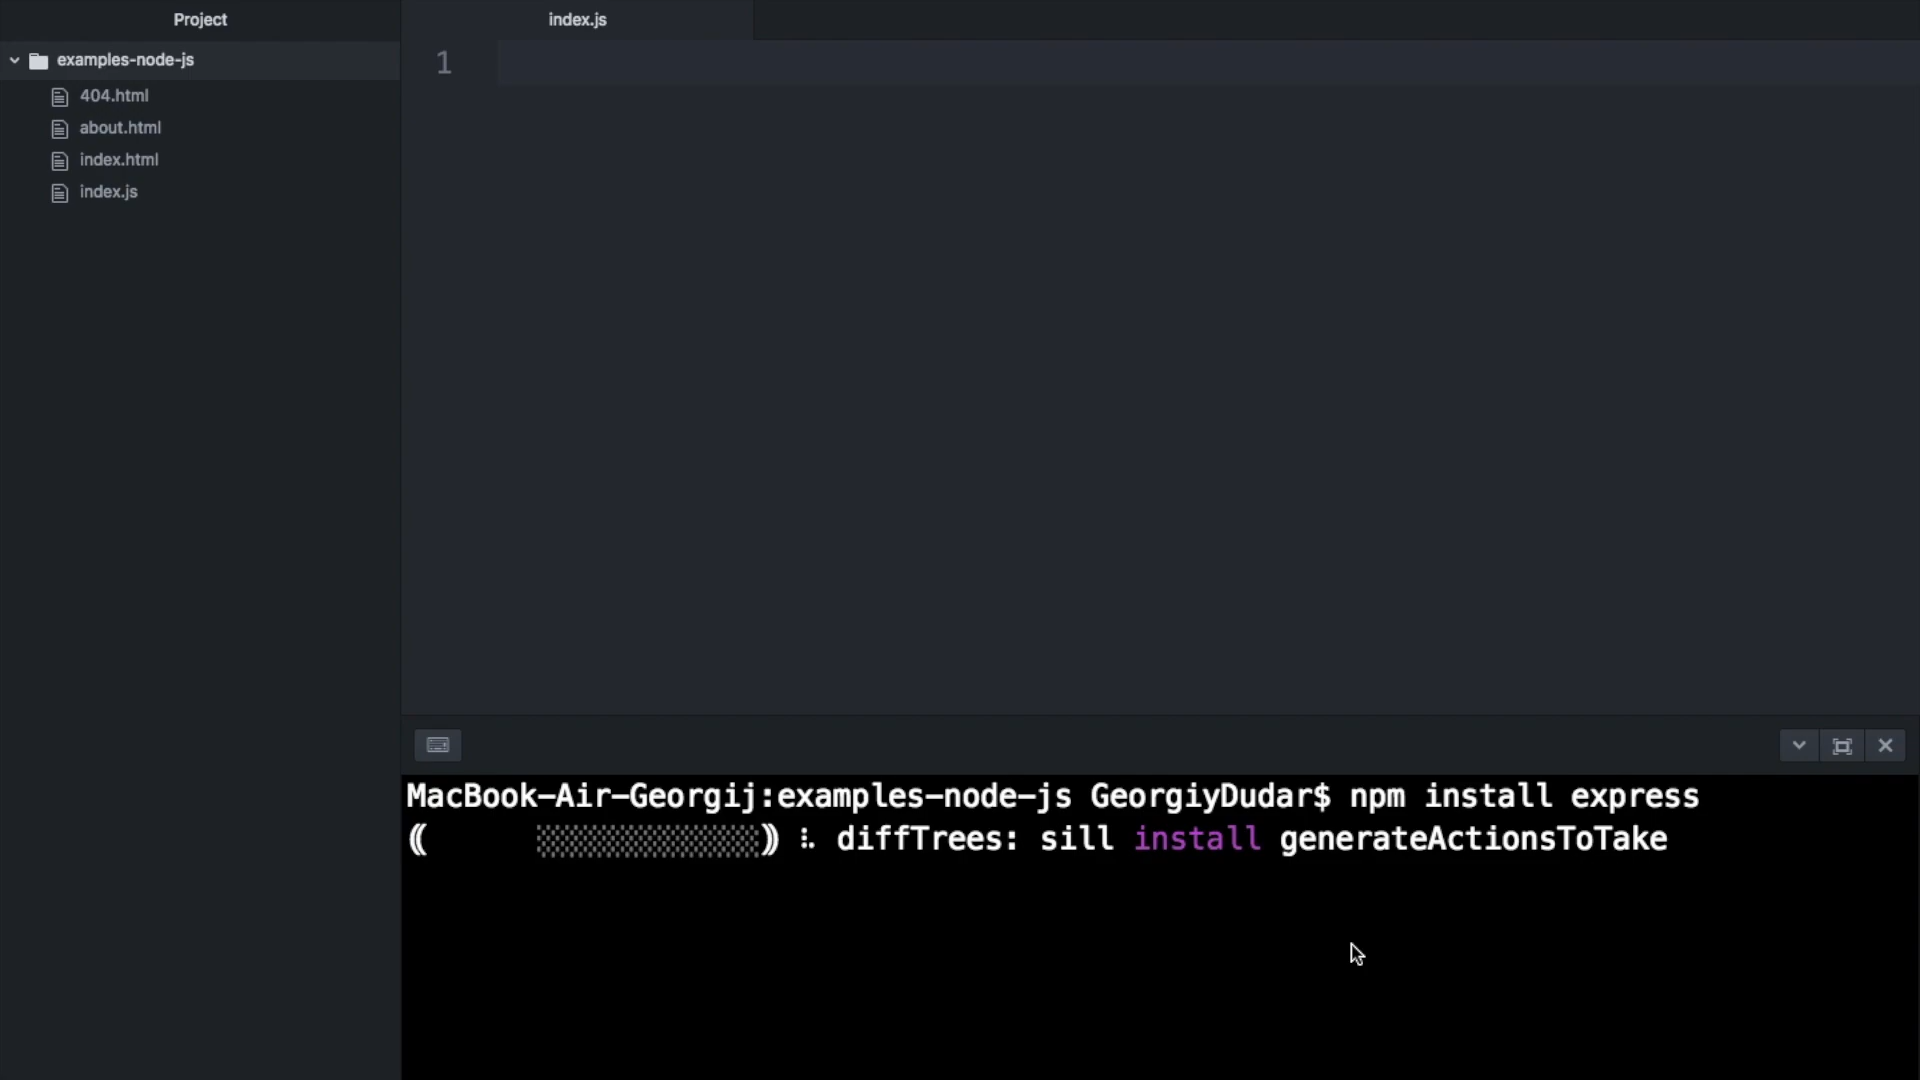 Project
index.js
examples-node-js
404.html
about.html
index.html
index.js
1
MacBook-Air-Georgij:examples-node-js GeorgiyDudar$ npm install express
(( ░░░░░░░░░░░░)) ⠧ diffTrees: sill install generateActionsToTake